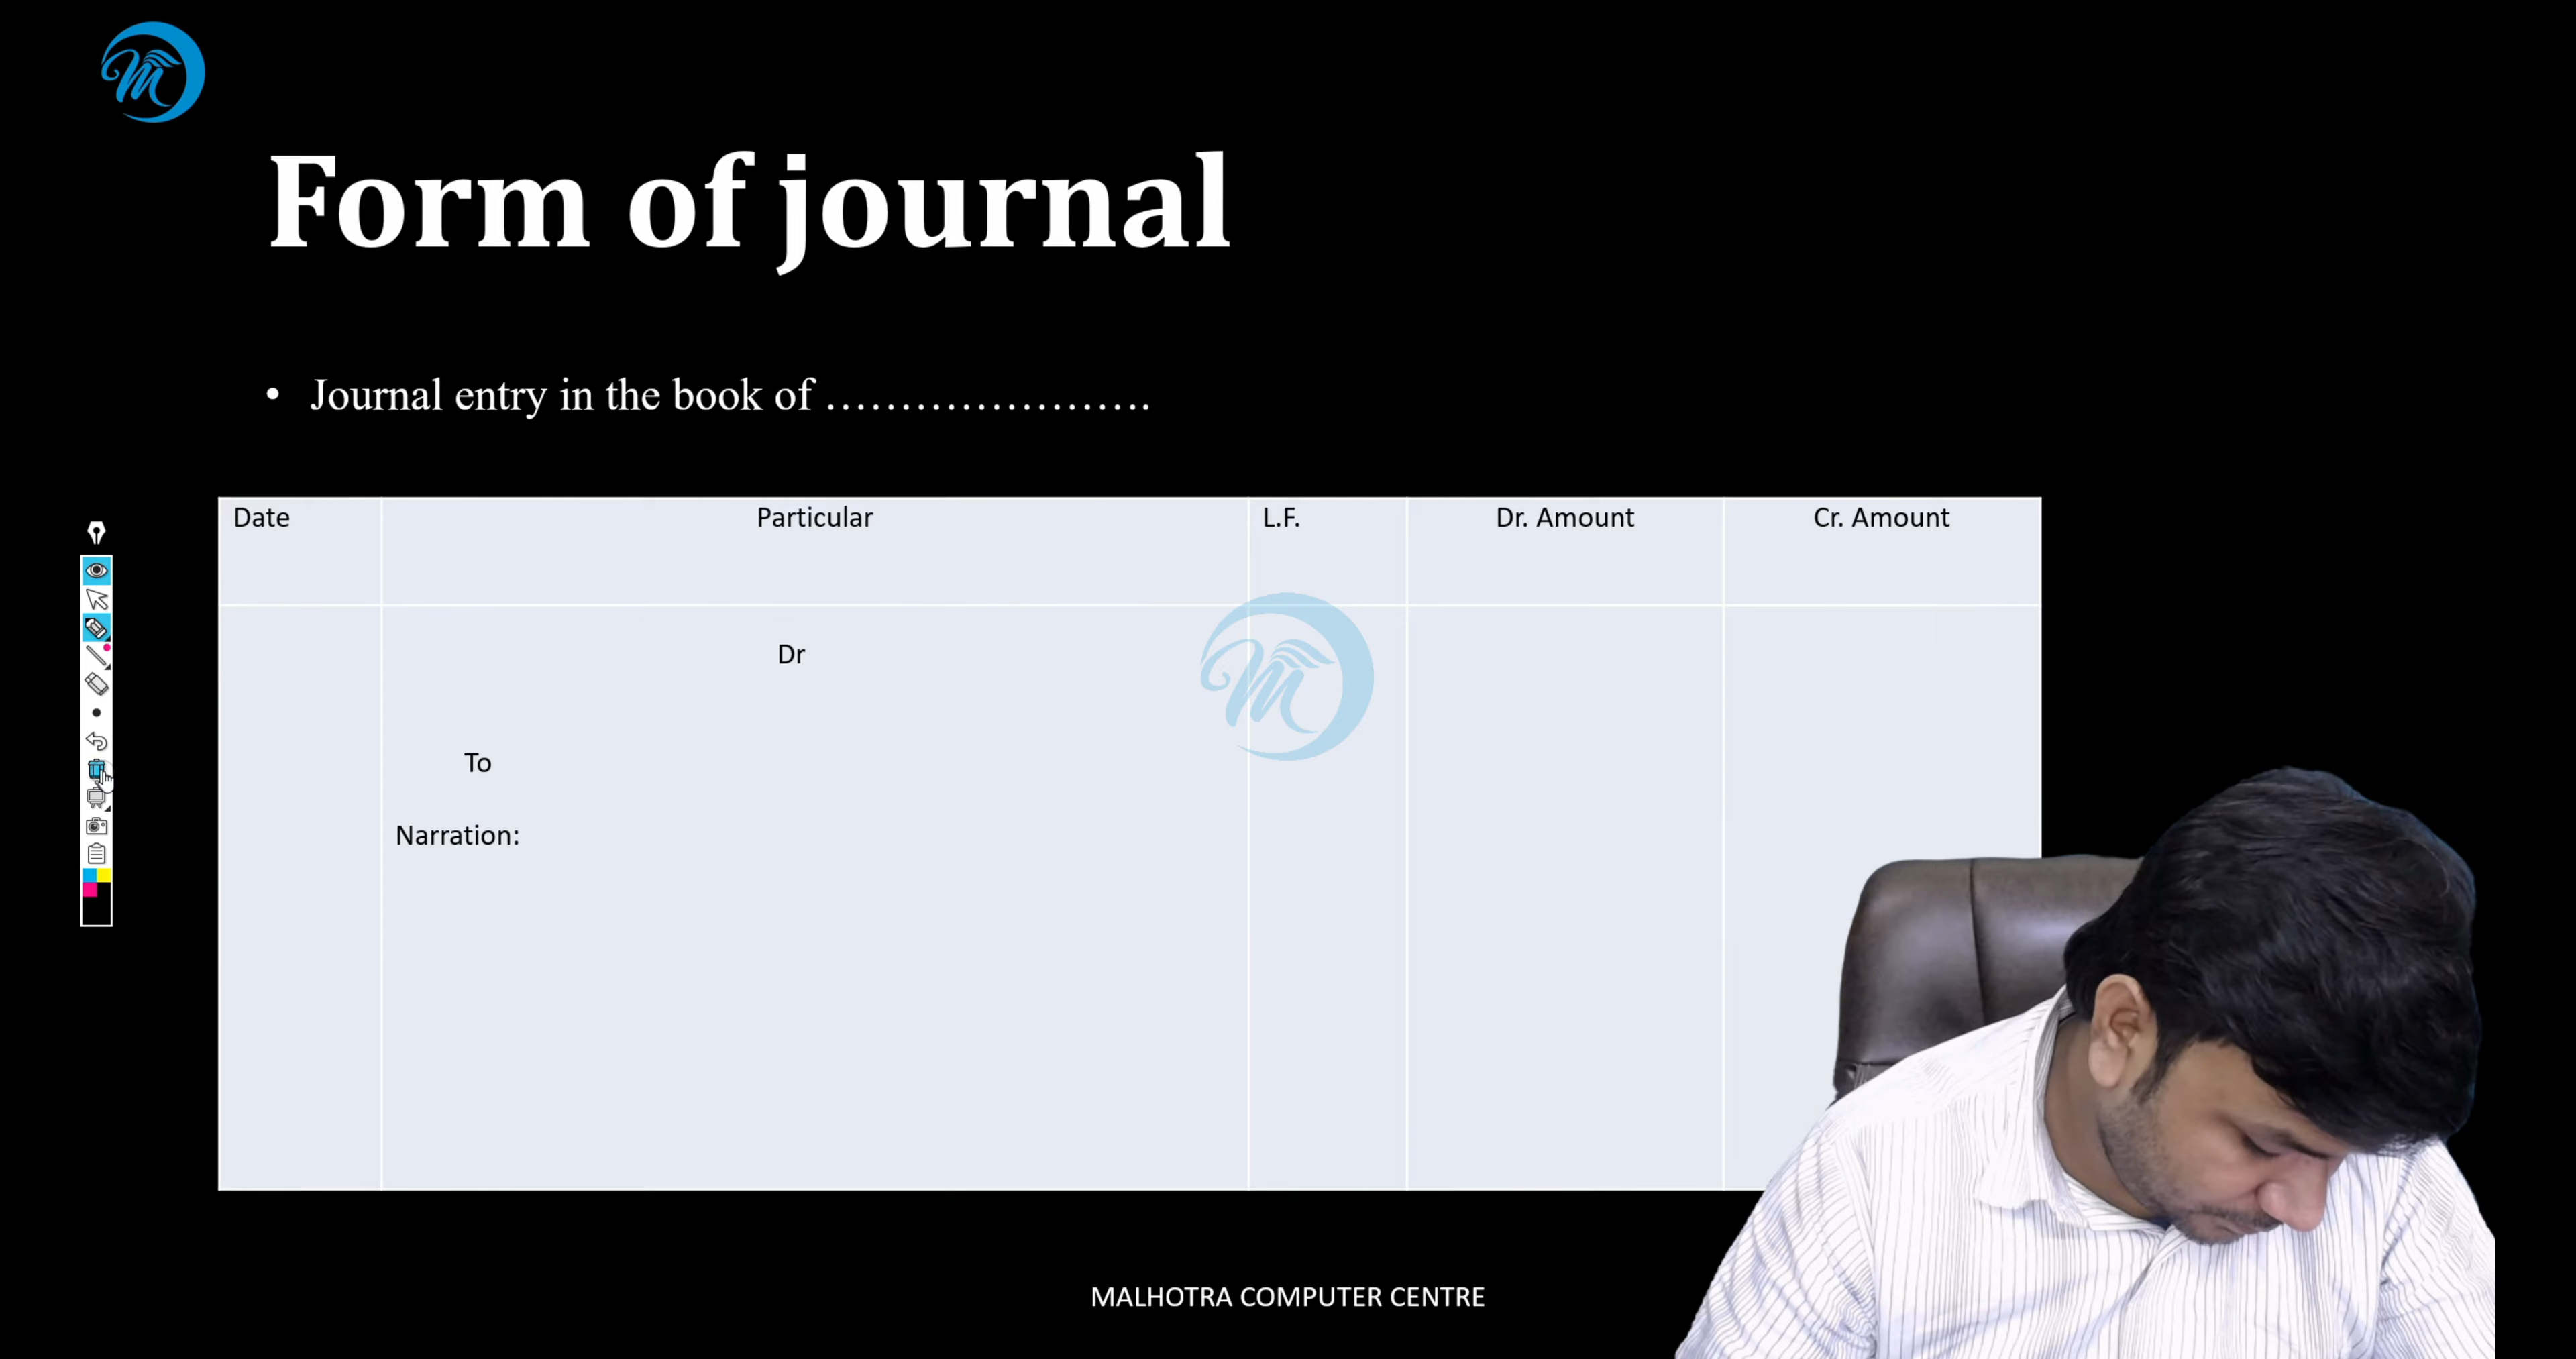 Form of journal
• Journal entry in the book of …………………….
Date Particular L.F. Dr. Amount Cr. Amount
Dr
To
Narration:
MALHOTRA COMPUTER CENTRE